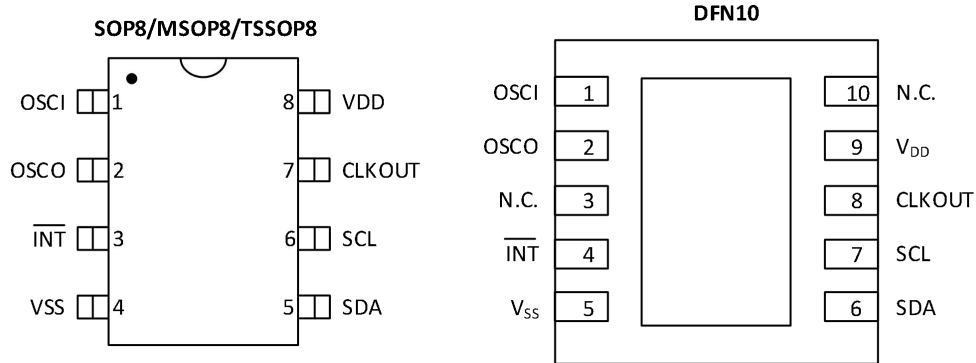 SOP8/MSOP8/TSSOP8
OSCI 1 8 VDD
OSCO 2 7 CLKOUT
INT 3 6 SCL
VSS 4 5 SDA
DFN10
OSCI 1 10 N.C.
OSCO 2 9 VDD
N.C. 3 8 CLKOUT
INT 4 7 SCL
VSS 5 6 SDA